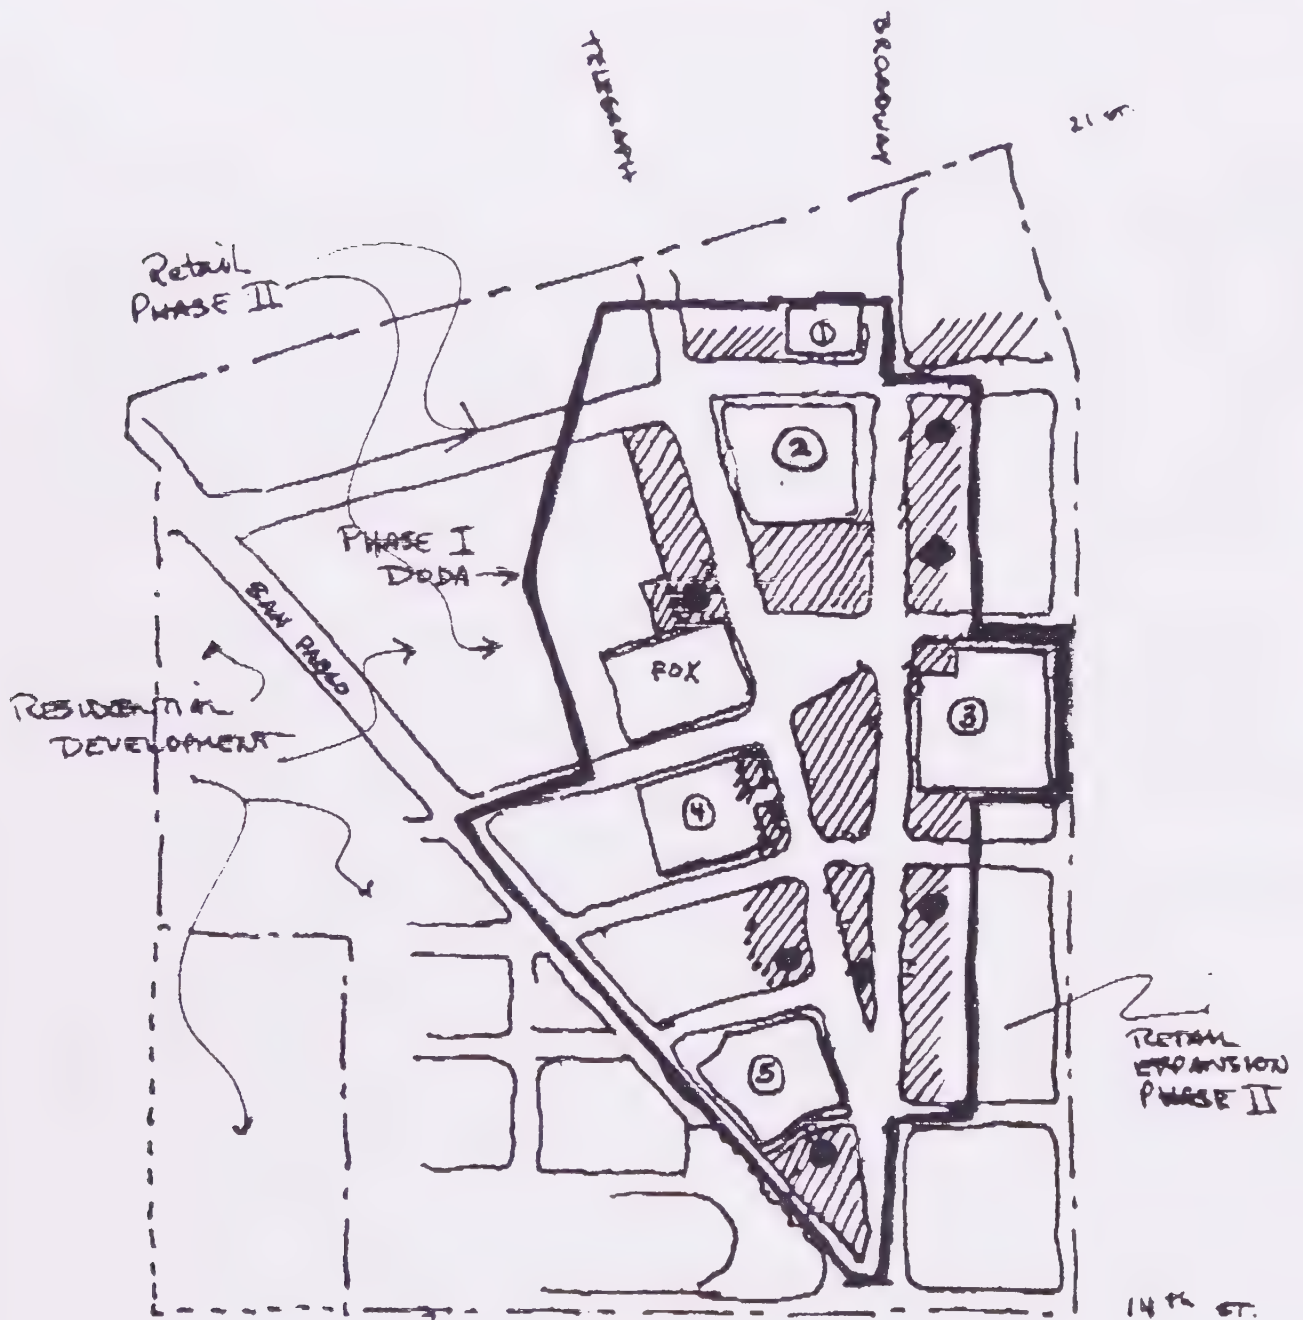 TELEGRAPH
BROADWAY
21 ST.
Retail
PHASE II
①
②
PHASE I
DODA
SAN PABLO
FOX
③
RESIDENTIAL
DEVELOPMENT
④
⑤
RETAIL
EXPANSION
PHASE II
14th ST.